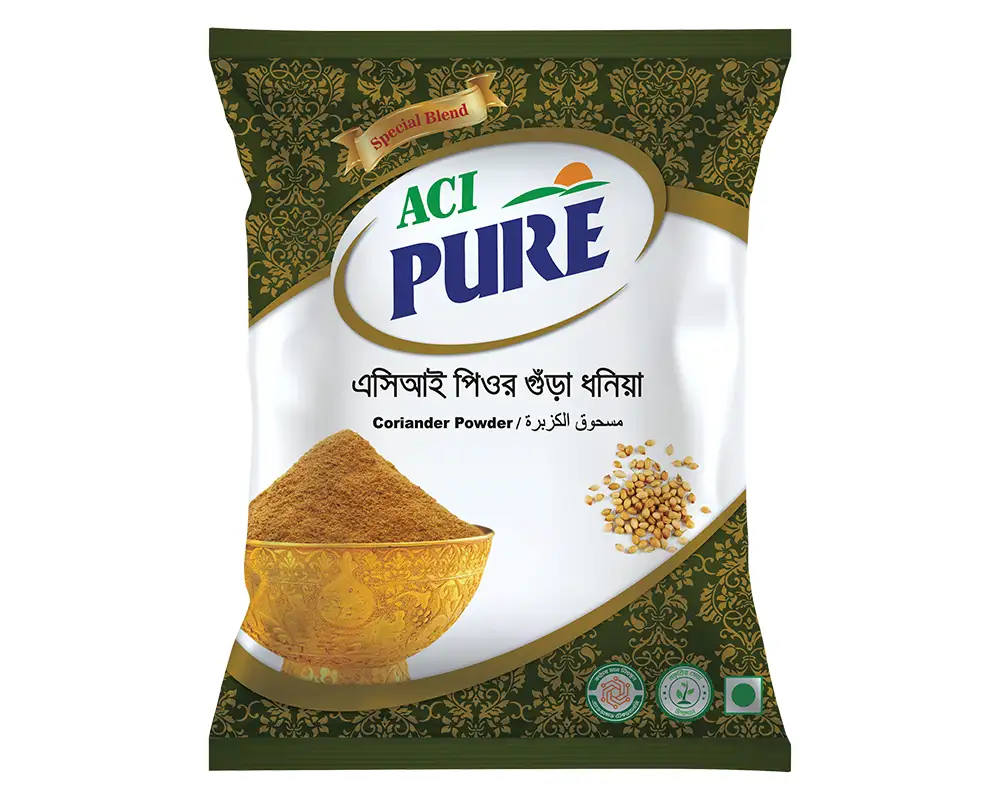 Special Blend
ACI
PURE
এসিআই পিওর গুঁড়া ধনিয়া
Coriander Powder / مسحوق الكزبرة